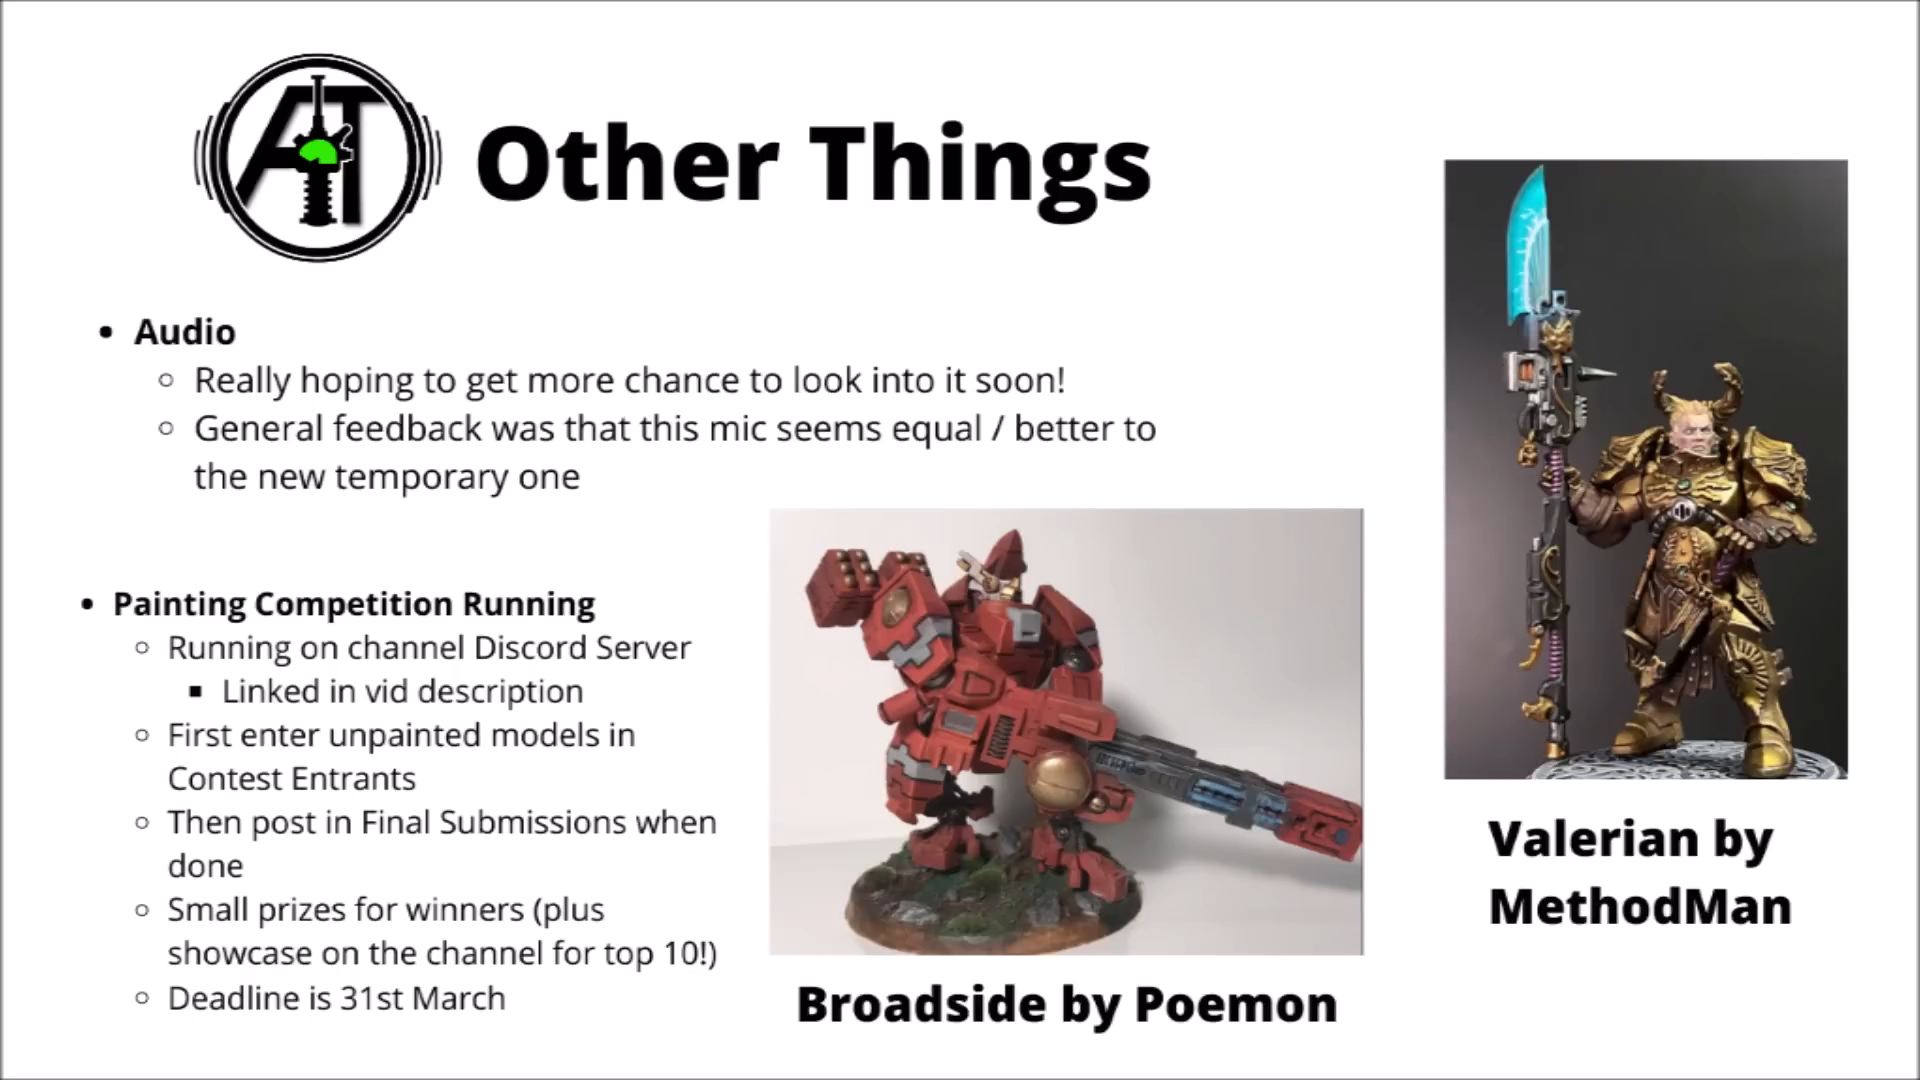 AT
Other Things
• Audio
○ Really hoping to get more chance to look into it soon!
○ General feedback was that this mic seems equal / better to
the new temporary one
• Painting Competition Running
○ Running on channel Discord Server
▪ Linked in vid description
○ First enter unpainted models in
Contest Entrants
○ Then post in Final Submissions when
done
○ Small prizes for winners (plus
showcase on the channel for top 10!)
○ Deadline is 31st March
Broadside by Poemon
Valerian by
MethodMan